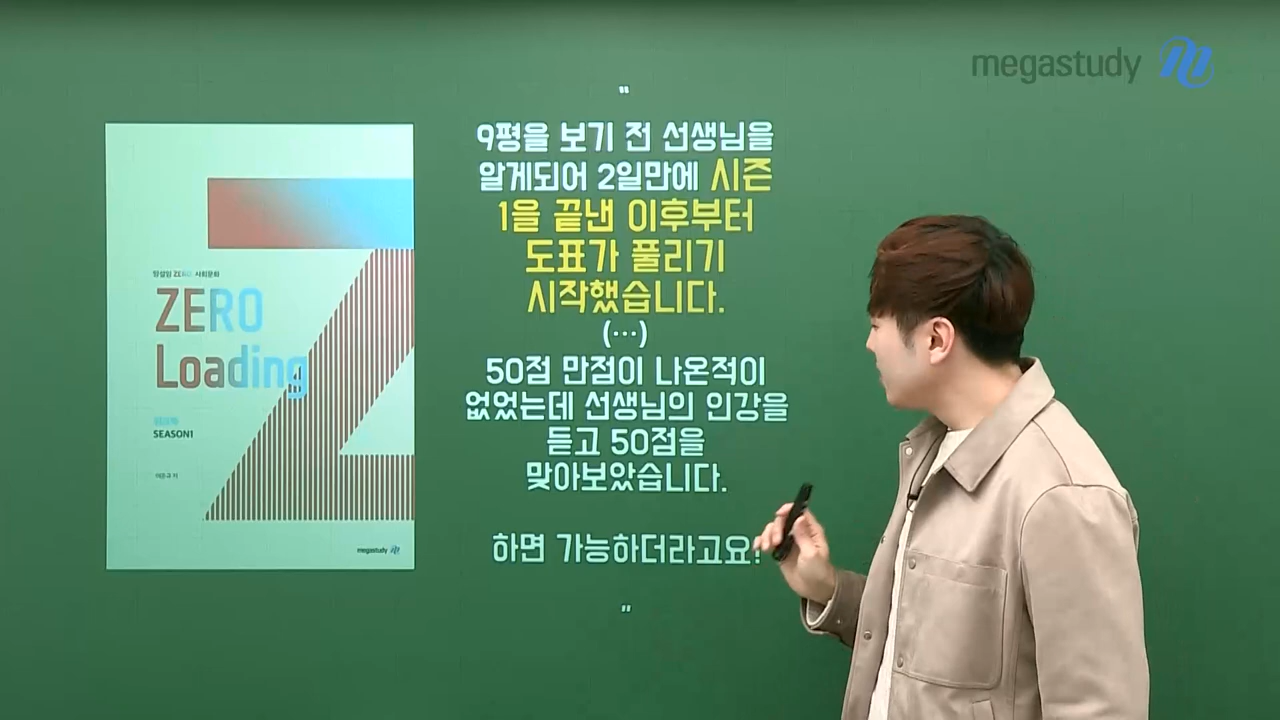 megastudy
"
9평을 보기 전 선생님을
알게되어 2일만에 시즌
1을 끝낸 이후부터
도표가 풀리기
시작했습니다.
(…)
50점 만점이 나온적이
없었는데 선생님의 인강을
듣고 50점을
맞아보았습니다.
하면 가능하더라고요!
"
사회문화
ZERO
Loading
SEASON1
megastudy